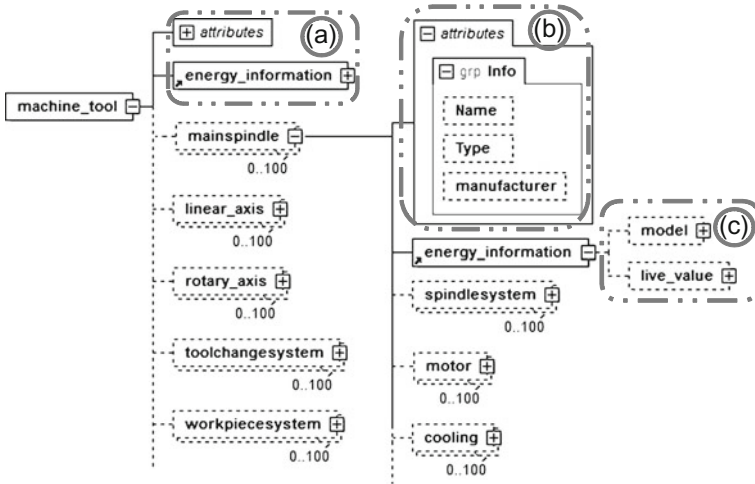 attributes
(a)
energy_information
machine_tool
mainspindle
0..100
linear_axis
0..100
rotary_axis
0..100
toolchangesystem
0..100
workpiecesystem
0..100
attributes
(b)
grp Info
Name
Type
manufacturer
energy_information
spindlesystem
0..100
motor
0..100
cooling
0..100
(c)
model
live_value